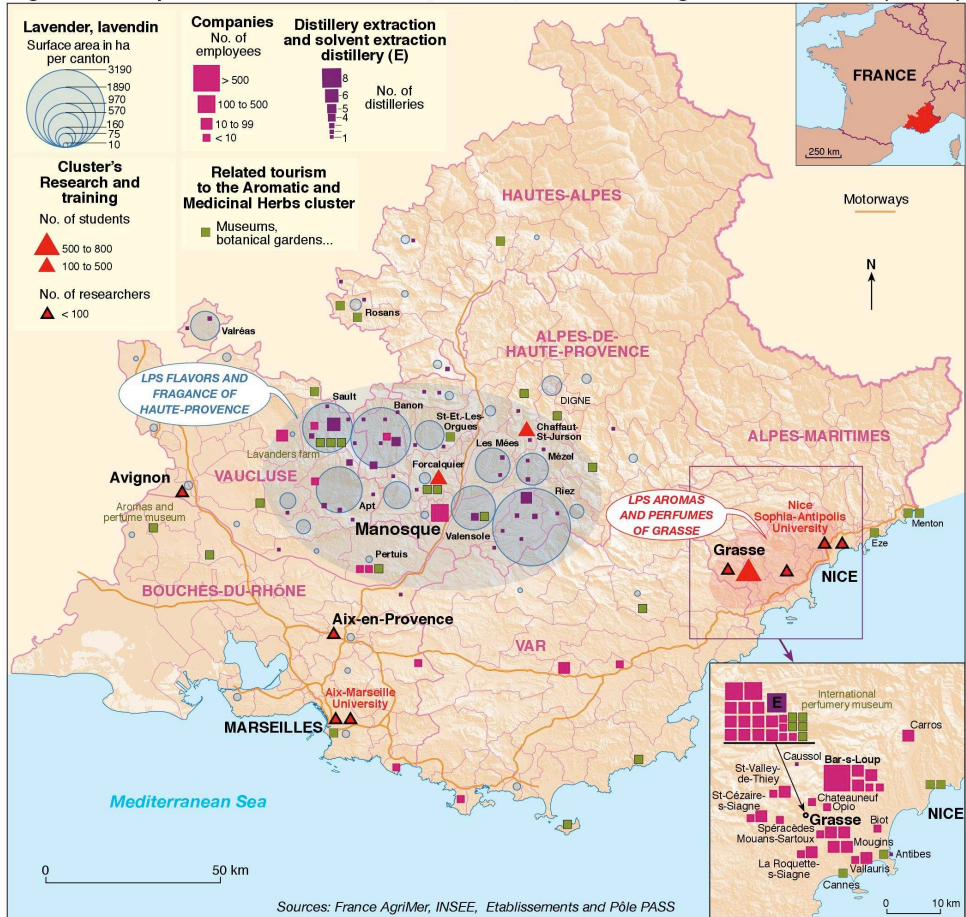 Lavender, lavendin
Surface area in ha
per canton
3190
1890
970
570
160
75
10
Companies
No. of
employees
> 500
100 to 500
10 to 99
< 10
Distillery extraction
and solvent extraction
distillery (E)
8
6
5
4
1
No. of
distilleries
Cluster's
Research and
training
No. of students
500 to 800
100 to 500
No. of researchers
< 100
Related tourism
to the Aromatic and
Medicinal Herbs cluster
Museums,
botanical gardens...
FRANCE
250 km
Motorways
N
HAUTES-ALPES
Rosans
Valréas
ALPES-DE-
HAUTE-PROVENCE
LPS FLAVORS AND
FRAGANCE OF
HAUTE-PROVENCE
DIGNE
Sault
Banon
St-Et.-Les-
Orgues
Chaffaut-
St-Jurson
ALPES-MARITIMES
Les Mées
Mézel
Lavanders farm
Forcalquier
VAUCLUSE
Avignon
Riez
Apt
Aromas and
perfume museum
Manosque
Valensole
LPS AROMAS
AND PERFUMES
OF GRASSE
Nice
Sophia-Antipolis
University
Menton
Eze
Grasse
NICE
Pertuis
BOUCHES-DU-RHÔNE
Aix-en-Provence
VAR
Aix-Marseille
University
MARSEILLES
Mediterranean Sea
E
International
perfumery museum
Carros
Caussol
Bar-s-Loup
St-Valley-
de-Thiey
St-Cézaire-
s-Siagne
Chateauneuf
Opio
NICE
Grasse
Biot
Spéracèdes
Mouans-Sartoux
Mougins
Antibes
La Roquette-
s-Siagne
Vallauris
Cannes
0 50 km
0 10 km
Sources: France AgriMer, INSEE, Etablissements and Pôle PASS